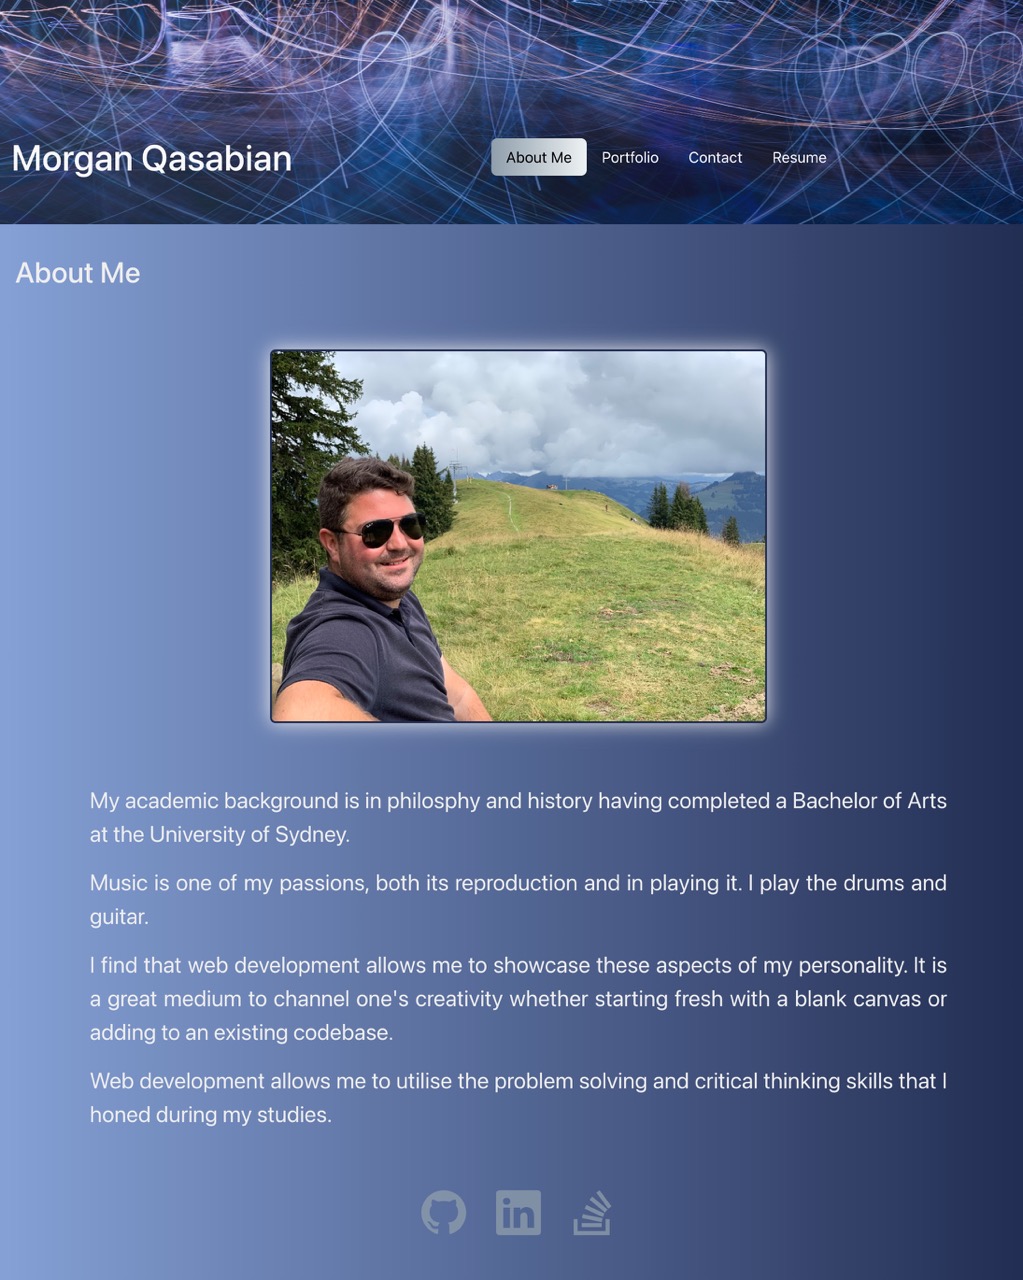 Morgan Qasabian
About Me
Portfolio
Contact
Resume
About Me
My academic background is in philosphy and history having completed a Bachelor of Arts
at the University of Sydney.
Music is one of my passions, both its reproduction and in playing it. I play the drums and
guitar.
I find that web development allows me to showcase these aspects of my personality. It is
a great medium to channel one's creativity whether starting fresh with a blank canvas or
adding to an existing codebase.
Web development allows me to utilise the problem solving and critical thinking skills that I
honed during my studies.
in